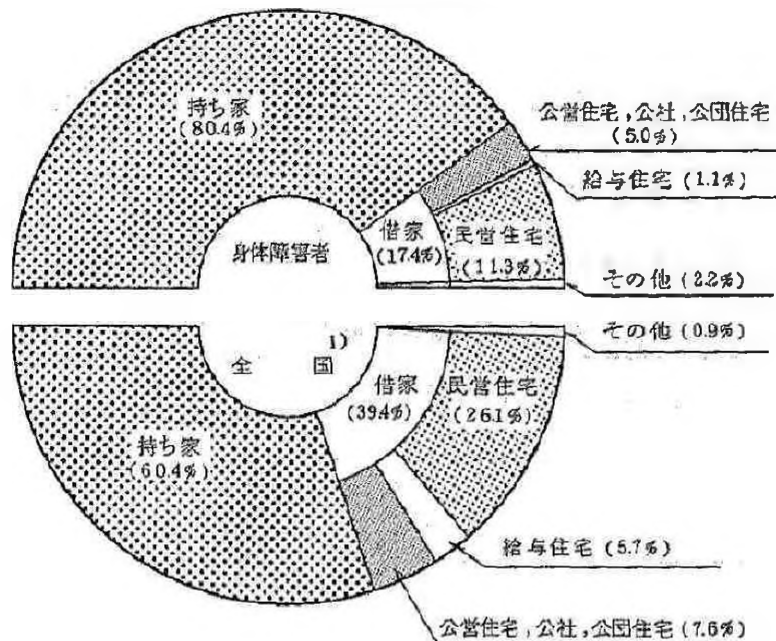 持ち家
(80.4%)
公営住宅,公社,公団住宅
(5.0%)
給与住宅 (1.1%)
借家
(17.4%)
民営住宅
(11.3%)
身体障害者
その他 (2.2%)
その他 (0.9%)
1)
全 国
借家
(39.4%)
民営住宅
(26.1%)
持ち家
(60.4%)
給与住宅 (5.7%)
公営住宅,公社,公団住宅 (7.6%)